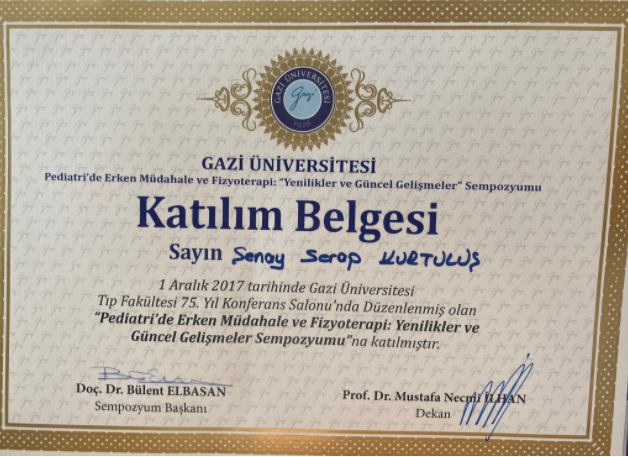 GAZİ ÜNİVERSİTESİ
Gazi
1926
GAZİ ÜNİVERSİTESİ
Pediatri'de Erken Müdahale ve Fizyoterapi: "Yenilikler ve Güncel Gelişmeler" Sempozyumu
Katılım Belgesi
Sayın Şenay Serap KURTULUŞ
1 Aralık 2017 tarihinde Gazi Üniversitesi
Tıp Fakültesi 75. Yıl Konferans Salonu'nda Düzenlenmiş olan
"Pediatri'de Erken Müdahale ve Fizyoterapi: Yenilikler ve
Güncel Gelişmeler Sempozyumu"na katılmıştır.
Doç. Dr. Bülent ELBASAN
Sempozyum Başkanı
Prof. Dr. Mustafa Necmi İLHAN
Dekan